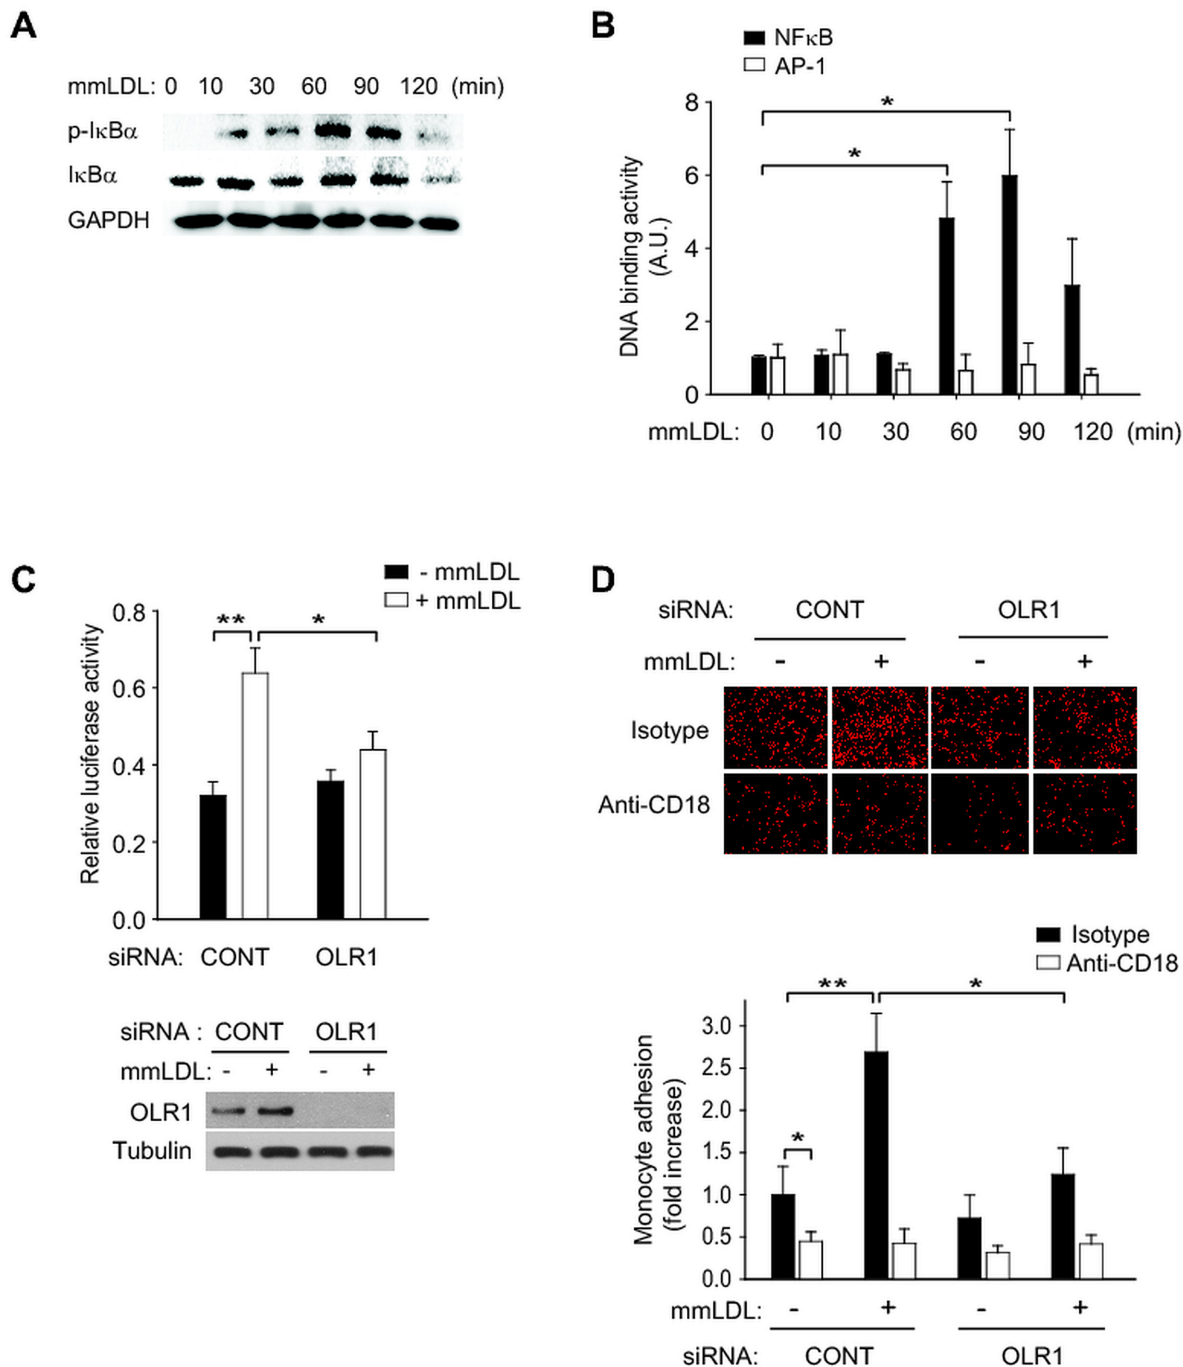 A
mmLDL: 0 10 30 60 90 120 (min)
p-IκBα
IκBα
GAPDH
B
NFκB
AP-1
DNA binding activity
(A.U.)
8
6
4
2
0
*
*
mmLDL: 0 10 30 60 90 120 (min)
C
- mmLDL
+ mmLDL
Relative luciferase activity
0.8
0.6
0.4
0.2
0.0
** *
siRNA: CONT OLR1
siRNA : CONT OLR1
mmLDL: - + - +
OLR1
Tubulin
D
siRNA: CONT OLR1
mmLDL: - + - +
Isotype
Anti-CD18
Isotype
Anti-CD18
Monocyte adhesion
(fold increase)
3.0
2.5
2.0
1.5
1.0
0.5
0.0
** *
*
mmLDL: - + - +
siRNA: CONT OLR1